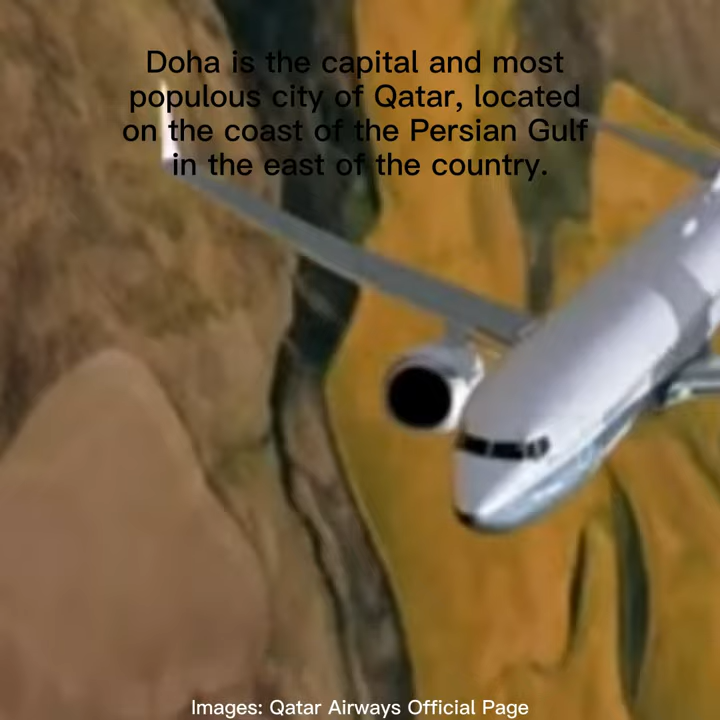 Doha is the capital and most
populous city of Qatar, located
on the coast of the Persian Gulf
in the east of the country.
Images: Qatar Airways Official Page